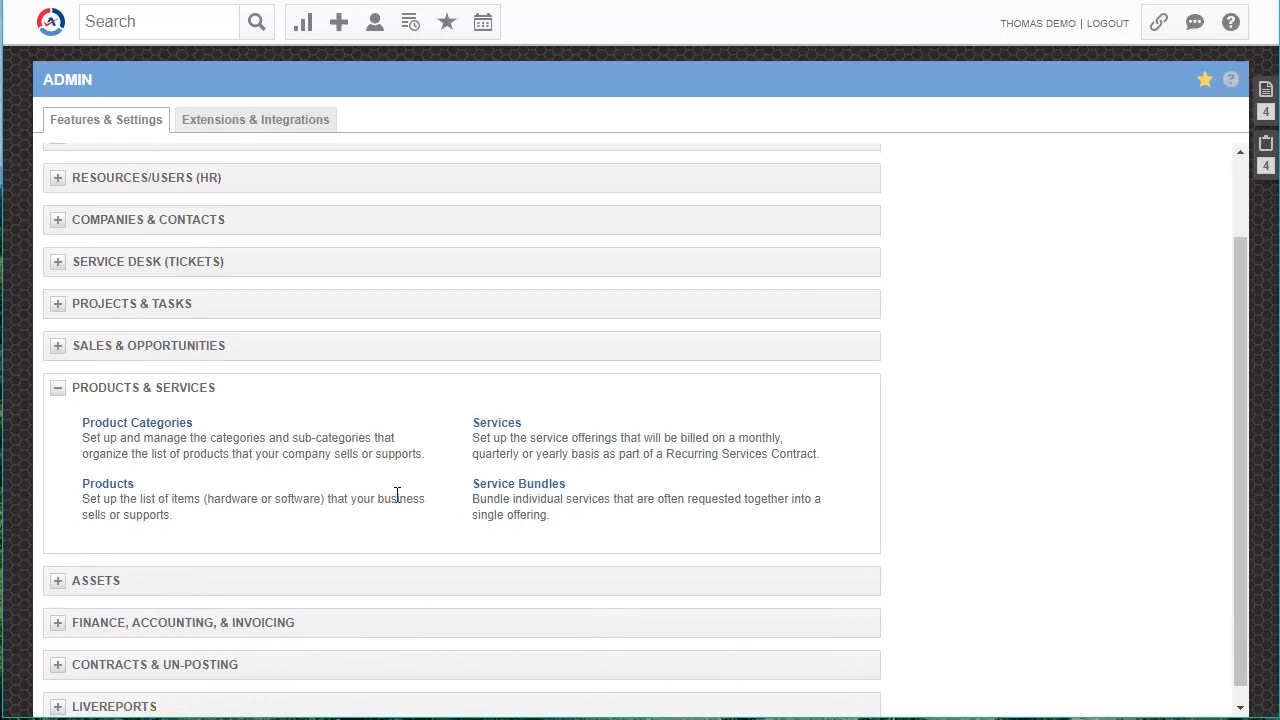 Search
THOMAS DEMO | LOGOUT
ADMIN
Features & Settings
Extensions & Integrations
4
4
RESOURCES/USERS (HR)
COMPANIES & CONTACTS
SERVICE DESK (TICKETS)
PROJECTS & TASKS
SALES & OPPORTUNITIES
PRODUCTS & SERVICES
Product Categories
Set up and manage the categories and sub-categories that
organize the list of products that your company sells or supports.
Products
Set up the list of items (hardware or software) that your business
sells or supports.
Services
Set up the service offerings that will be billed on a monthly,
quarterly or yearly basis as part of a Recurring Services Contract.
Service Bundles
Bundle individual services that are often requested together into a
single offering.
ASSETS
FINANCE, ACCOUNTING, & INVOICING
CONTRACTS & UN-POSTING
LIVEREPORTS